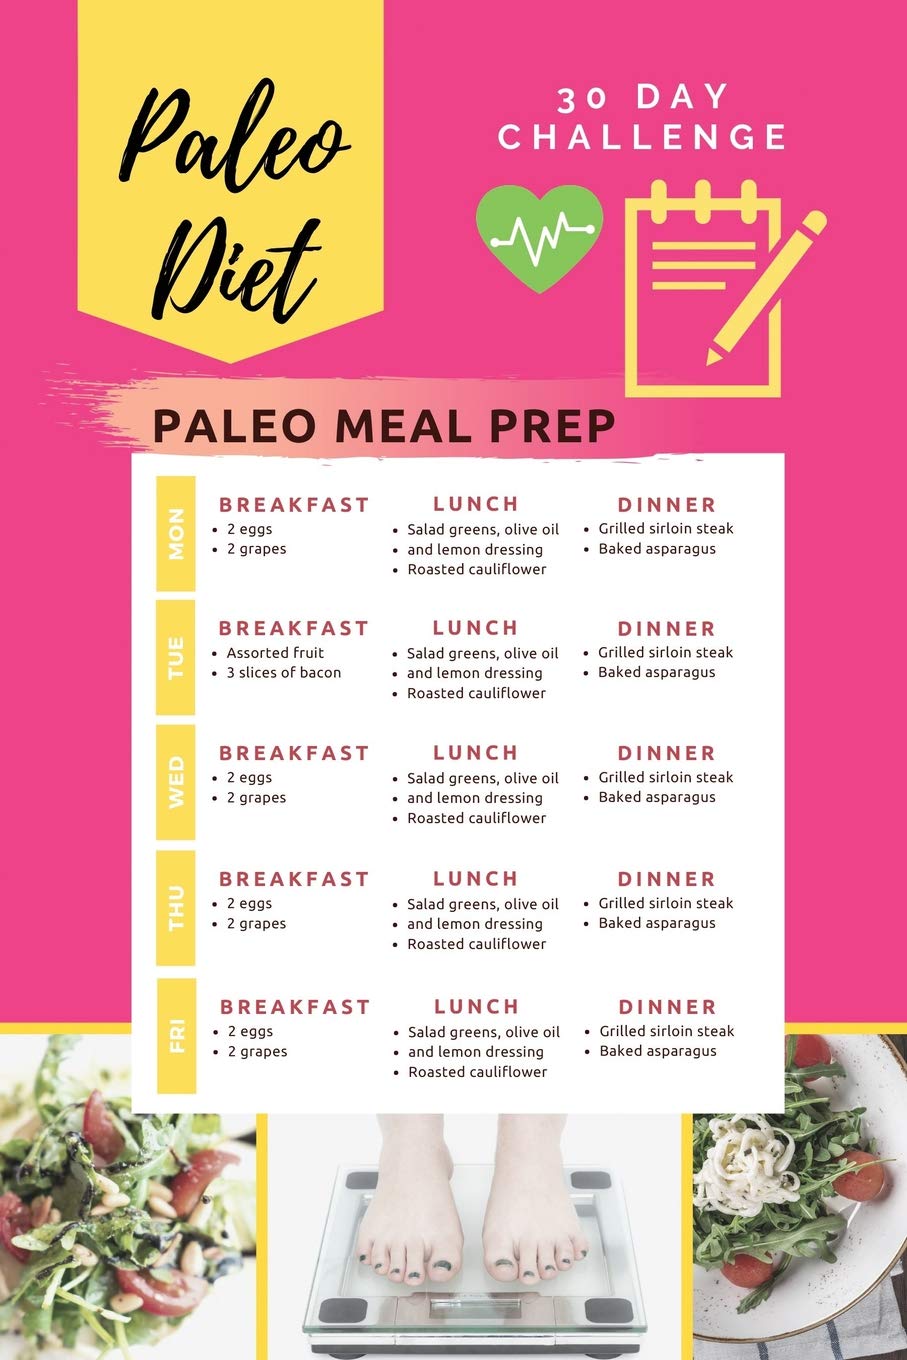 Paleo
Diet
30 DAY
CHALLENGE
PALEO MEAL PREP
MON
BREAKFAST
• 2 eggs
• 2 grapes
LUNCH
• Salad greens, olive oil
• and lemon dressing
• Roasted cauliflower
DINNER
• Grilled sirloin steak
• Baked asparagus
TUE
BREAKFAST
• Assorted fruit
• 3 slices of bacon
LUNCH
• Salad greens, olive oil
• and lemon dressing
• Roasted cauliflower
DINNER
• Grilled sirloin steak
• Baked asparagus
WED
BREAKFAST
• 2 eggs
• 2 grapes
LUNCH
• Salad greens, olive oil
• and lemon dressing
• Roasted cauliflower
DINNER
• Grilled sirloin steak
• Baked asparagus
THU
BREAKFAST
• 2 eggs
• 2 grapes
LUNCH
• Salad greens, olive oil
• and lemon dressing
• Roasted cauliflower
DINNER
• Grilled sirloin steak
• Baked asparagus
FRI
BREAKFAST
• 2 eggs
• 2 grapes
LUNCH
• Salad greens, olive oil
• and lemon dressing
• Roasted cauliflower
DINNER
• Grilled sirloin steak
• Baked asparagus